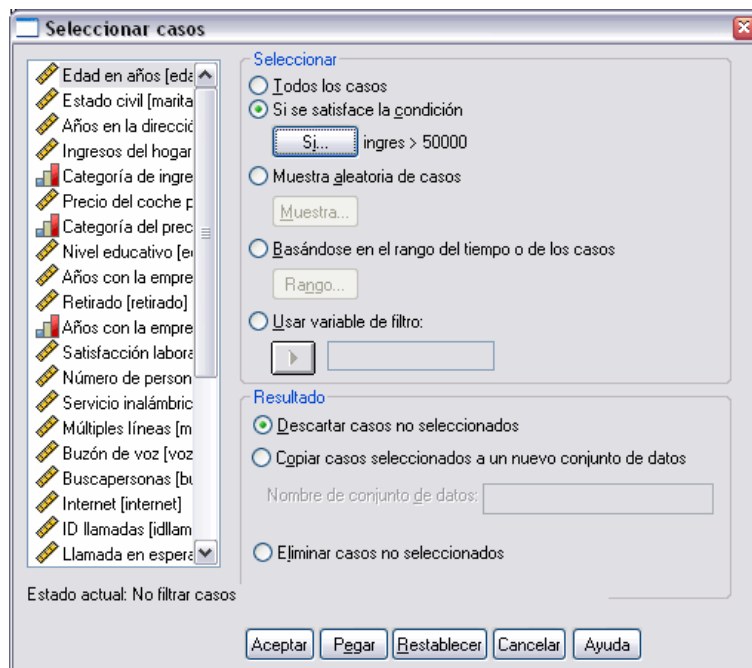 Seleccionar casos
Edad en años [eda
Estado civil [marita
Años en la direcció
Ingresos del hogar
Categoría de ingre
Precio del coche p
Categoría del prec
Nivel educativo [e
Años con la empre
Retirado [retirado]
Años con la empre
Satisfacción labora
Número de person
Servicio inalámbric
Múltiples líneas [m
Buzón de voz [voz
Buscapersonas [bu
Internet [internet]
ID llamadas [idllam
Llamada en espera
Estado actual: No filtrar casos
Seleccionar
Todos los casos
Si se satisface la condición
Si... ingres > 50000
Muestra aleatoria de casos
Muestra...
Basándose en el rango del tiempo o de los casos
Rango...
Usar variable de filtro:
Resultado
Descartar casos no seleccionados
Copiar casos seleccionados a un nuevo conjunto de datos
Nombre de conjunto de datos:
Eliminar casos no seleccionados
Aceptar Pegar Restablecer Cancelar Ayuda